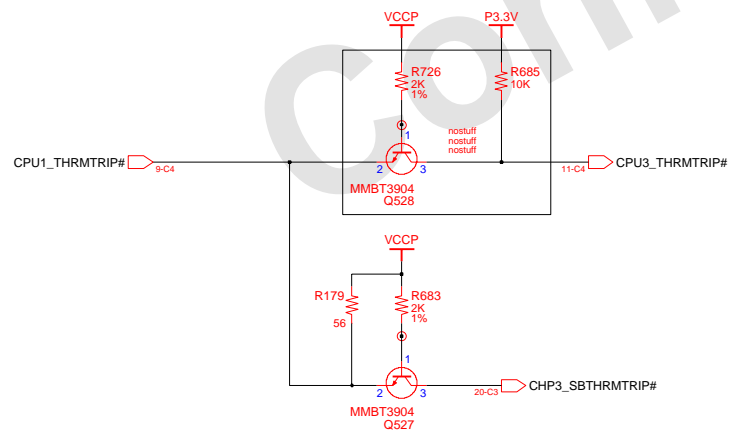 Conf
VCCP
P3.3V
R726
2K
1%
R685
10K
1
nostuff
nostuff
nostuff
CPU1_THRMTRIP#
9-C4
2
3
11-C4
CPU3_THRMTRIP#
MMBT3904
Q528
VCCP
R179
56
R683
2K
1%
1
2
3
20-C3
CHP3_SBTHRMTRIP#
MMBT3904
Q527